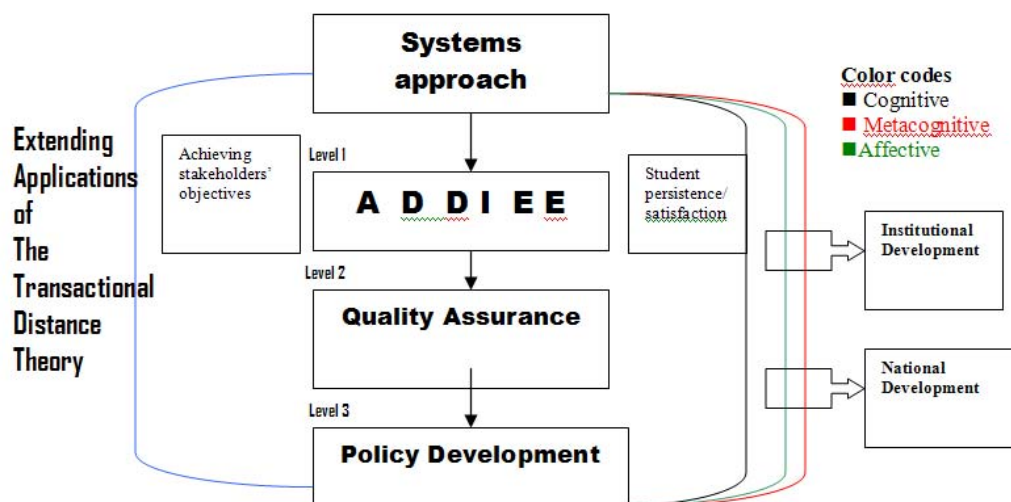 Systems
approach
Color codes
■ Cognitive
■ Metacognitive
■Affective
Extending
Applications
of
The
Transactional
Distance
Theory
Achieving
stakeholders’
objectives
Level 1
A D D I E E
Student
persistence/
satisfaction
Institutional
Development
Level 2
Quality Assurance
National
Development
Level 3
Policy Development